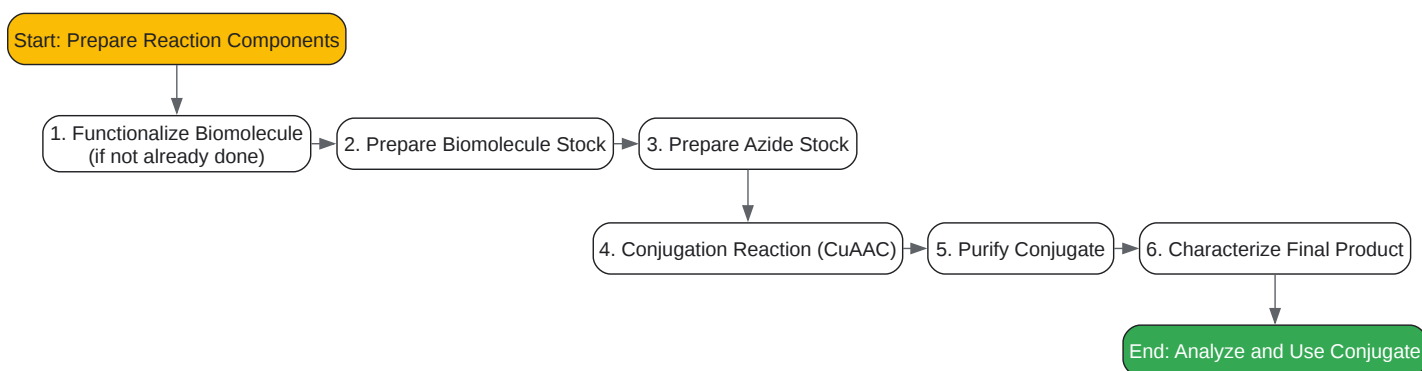 Start: Prepare Reaction Components
1. Functionalize Biomolecule
(if not already done)
2. Prepare Biomolecule Stock
3. Prepare Azide Stock
4. Conjugation Reaction (CuAAC)
5. Purify Conjugate
6. Characterize Final Product
End: Analyze and Use Conjugate